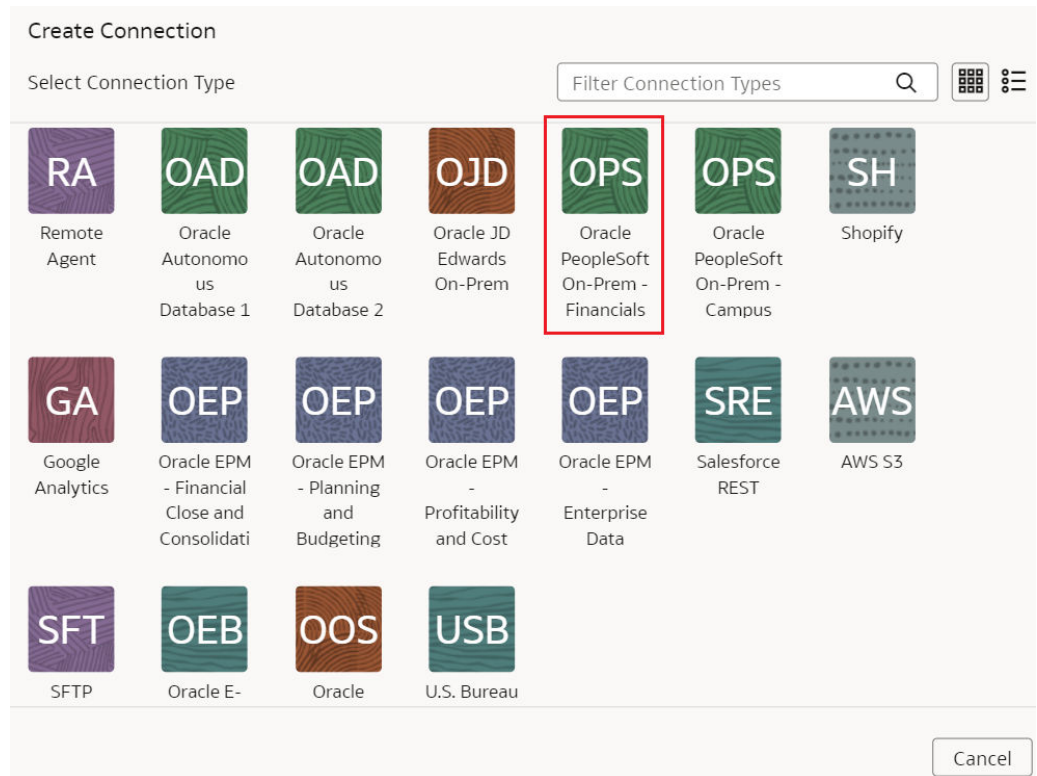 Create Connection
Select Connection Type
Filter Connection Types
RA
OAD
OAD
OJD
OPS
OPS
SH
Remote
Agent
Oracle
Autonomo
us
Database 1
Oracle
Autonomo
us
Database 2
Oracle JD
Edwards
On-Prem
Oracle
PeopleSoft
On-Prem -
Financials
Oracle
PeopleSoft
On-Prem -
Campus
Shopify
GA
OEP
OEP
OEP
OEP
SRE
AWS
Google
Analytics
Oracle EPM
- Financial
Close and
Consolidati
Oracle EPM
- Planning
and
Budgeting
Oracle EPM
-
Profitability
and Cost
Oracle EPM
-
Enterprise
Data
Salesforce
REST
AWS S3
SFT
OEB
OOS
USB
SFTP
Oracle E-
Oracle
U.S. Bureau
Cancel